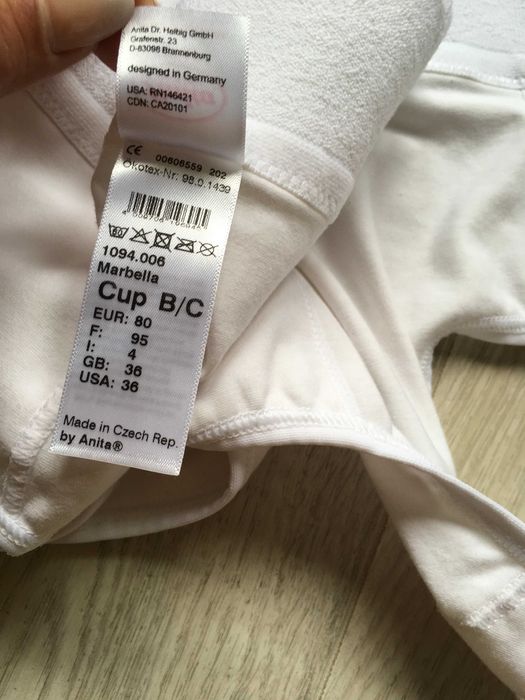 Anita Dr. Helbig GmbH
Grafenstr. 23
D-83098 Brannenburg
designed in Germany
USA: RN146421
CDN: CA20101
CE 00808559 202
Ökotex-Nr. 98.0.1439
60
1094.006
Marbella
Cup B/C
EUR: 80
F: 95
I: 4
GB: 36
USA: 36
Made in Czech Rep.
by Anita®